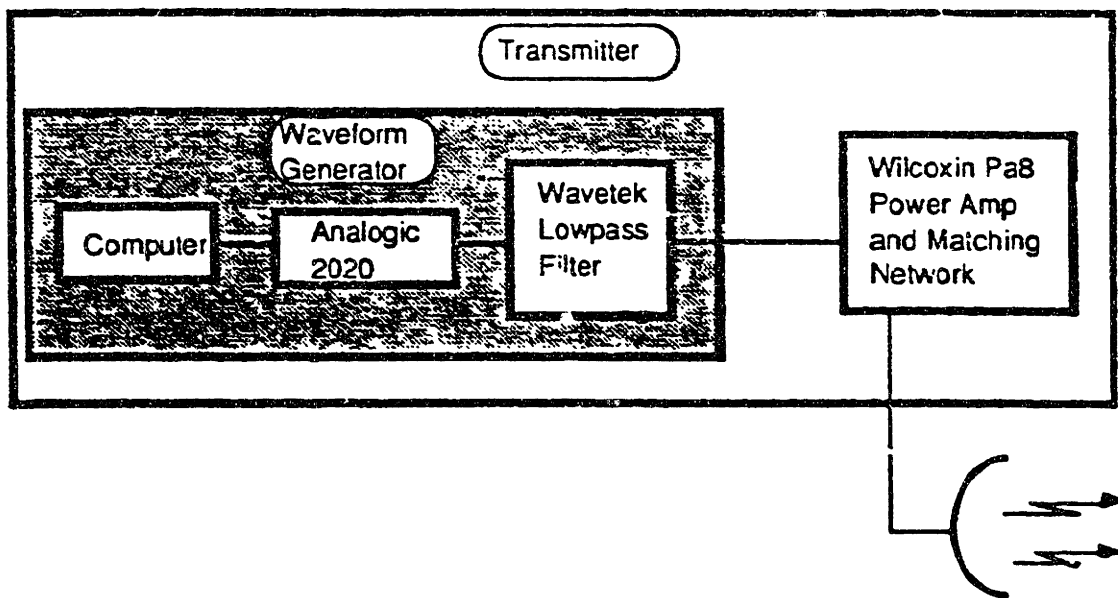 Transmitter
Waveform
Generator
Computer
Analogic
2020
Wavetek
Lowpass
Filter
Wilcoxin Pa8
Power Amp
and Matching
Network